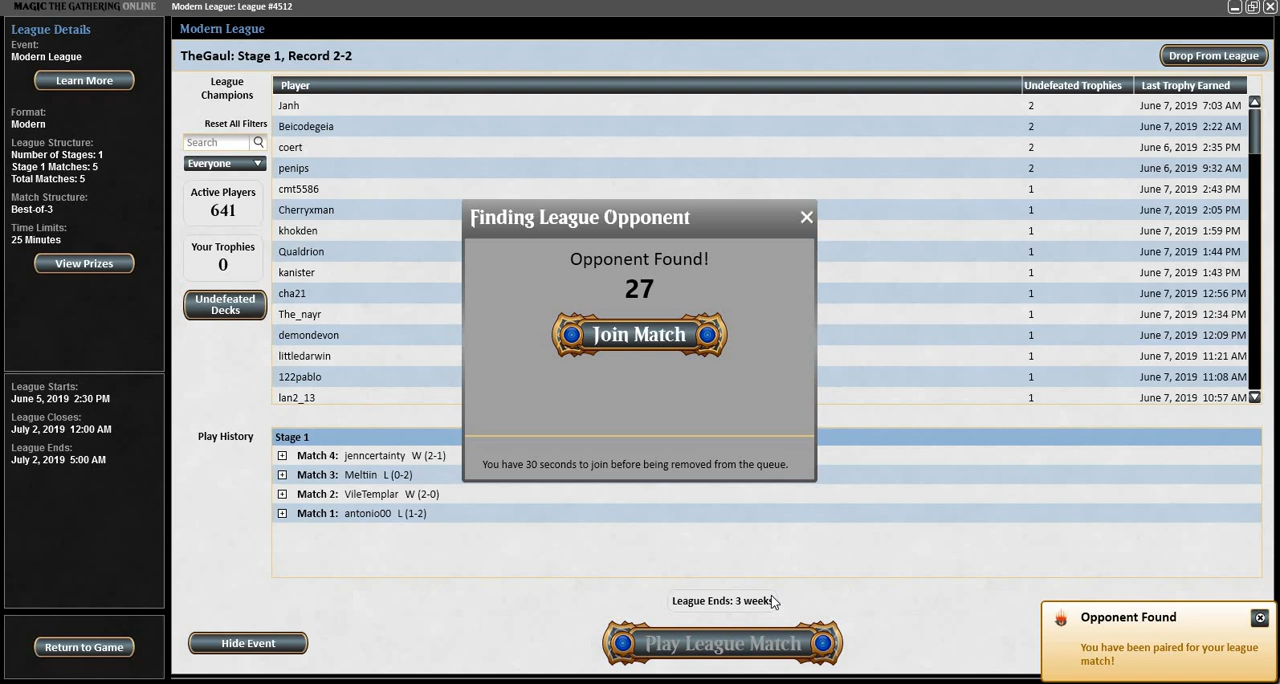 MAGIC THE GATHERING ONLINE
Modern League: League #4512
League Details
Event:
Modern League
Learn More
Format:
Modern
League Structure:
Number of Stages: 1
Stage 1 Matches: 5
Total Matches: 5
Match Structure:
Best-of-3
Time Limits:
25 Minutes
View Prizes
League Starts:
June 5, 2019 2:30 PM
League Closes:
July 2, 2019 12:00 AM
League Ends:
July 2, 2019 5:00 AM
Return to Game
Modern League
TheGaul: Stage 1, Record 2-2
Drop From League
League
Champions
Reset All Filters
Search
Everyone
Active Players
641
Your Trophies
0
Undefeated
Decks
Player Undefeated Trophies Last Trophy Earned
Janh 2 June 7, 2019 7:03 AM
Beicodegeia 2 June 7, 2019 2:22 AM
coert 2 June 6, 2019 2:35 PM
penips 2 June 6, 2019 9:32 AM
cmt5586 1 June 7, 2019 2:43 PM
Cherryxman 1 June 7, 2019 2:05 PM
khokden 1 June 7, 2019 1:59 PM
Qualdrion 1 June 7, 2019 1:44 PM
kanister 1 June 7, 2019 1:43 PM
cha21 1 June 7, 2019 12:56 PM
The_nayr 1 June 7, 2019 12:34 PM
demondevon 1 June 7, 2019 12:09 PM
littledarwin 1 June 7, 2019 11:21 AM
122pablo 1 June 7, 2019 11:08 AM
lan2_13 1 June 7, 2019 10:57 AM
Finding League Opponent
Opponent Found!
27
Join Match
You have 30 seconds to join before being removed from the queue.
Play History
Stage 1
Match 4: jenncertainty W (2-1)
Match 3: Meltiin L (0-2)
Match 2: VileTemplar W (2-0)
Match 1: antonio00 L (1-2)
League Ends: 3 weeks
Hide Event
Play League Match
Opponent Found
You have been paired for your league
match!